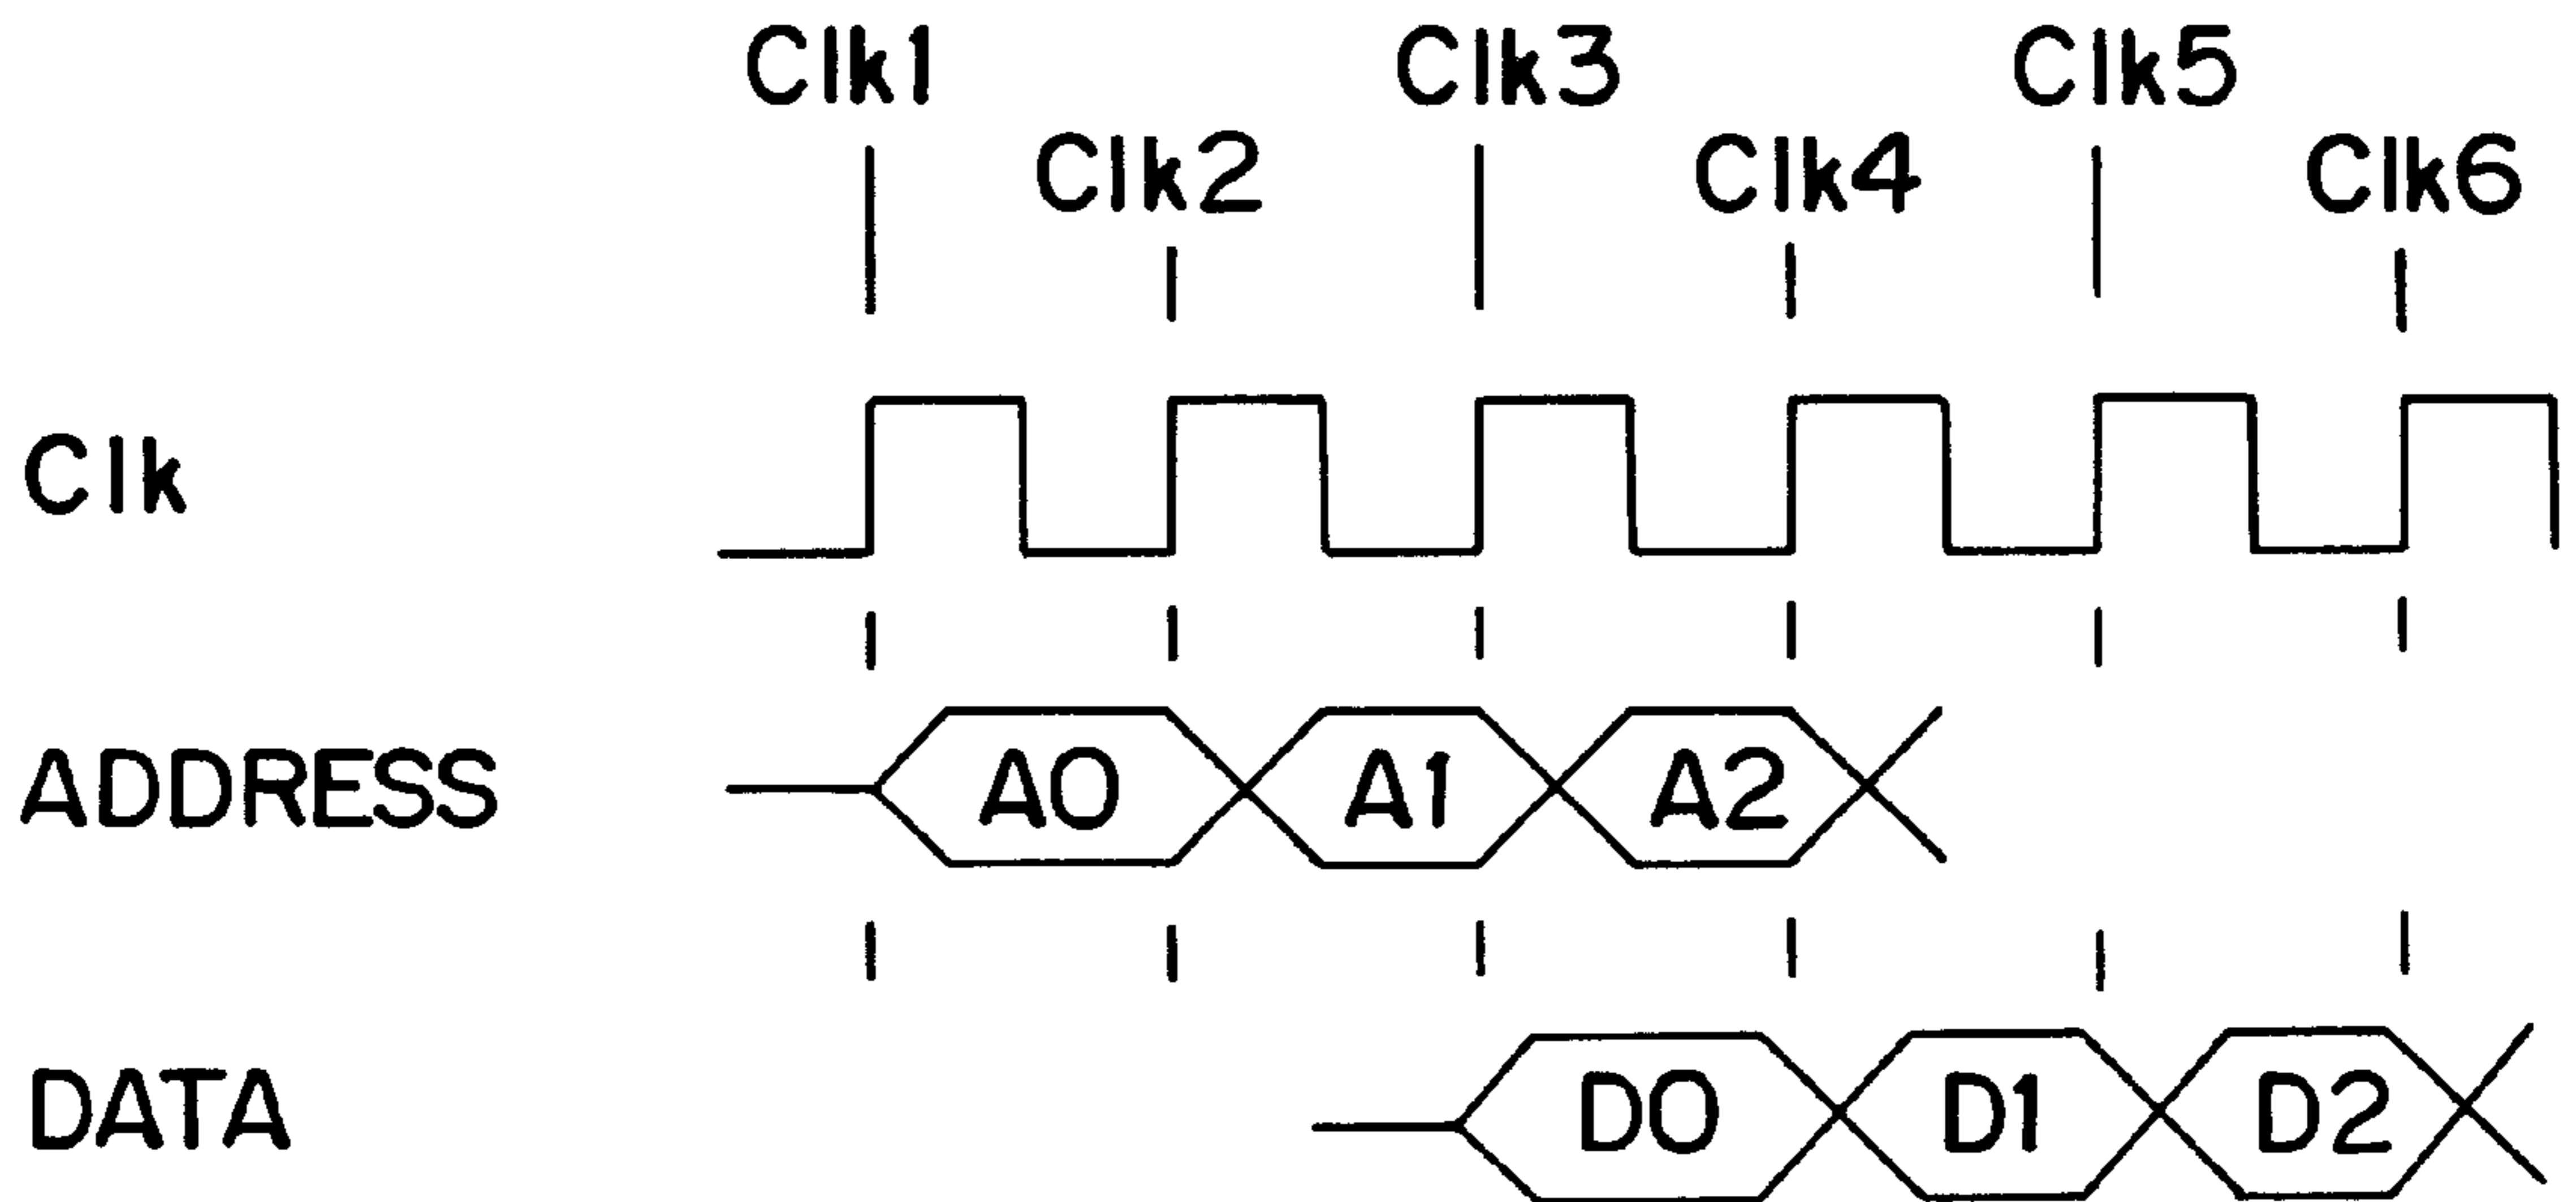 Clk1 Clk3 Clk5
Clk2 Clk4 Clk6
Clk
ADDRESS A0 A1 A2
DATA D0 D1 D2